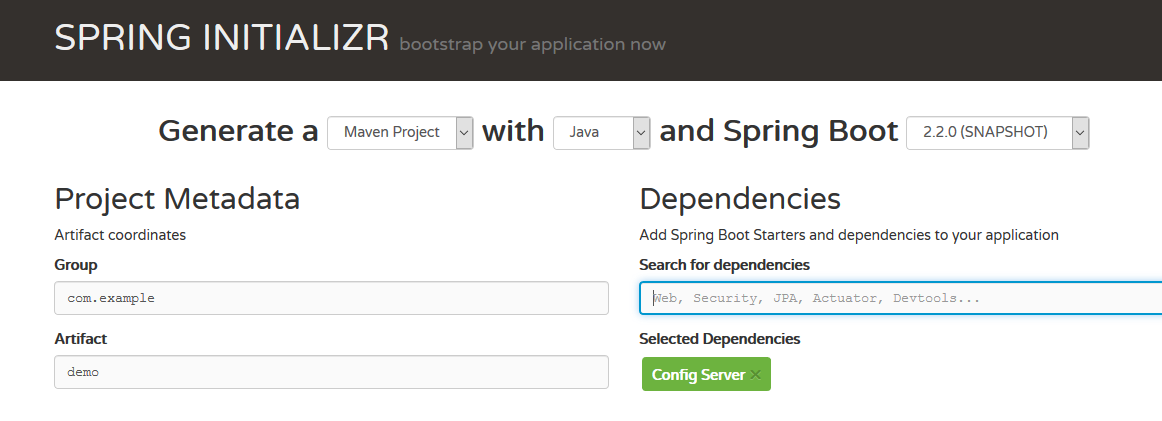 SPRING INITIALIZR bootstrap your application now
Generate a Maven Project with Java and Spring Boot 2.2.0 (SNAPSHOT)
Project Metadata
Artifact coordinates
Group
com.example
Artifact
demo
Dependencies
Add Spring Boot Starters and dependencies to your application
Search for dependencies
Web, Security, JPA, Actuator, Devtools...
Selected Dependencies
Config Server ×